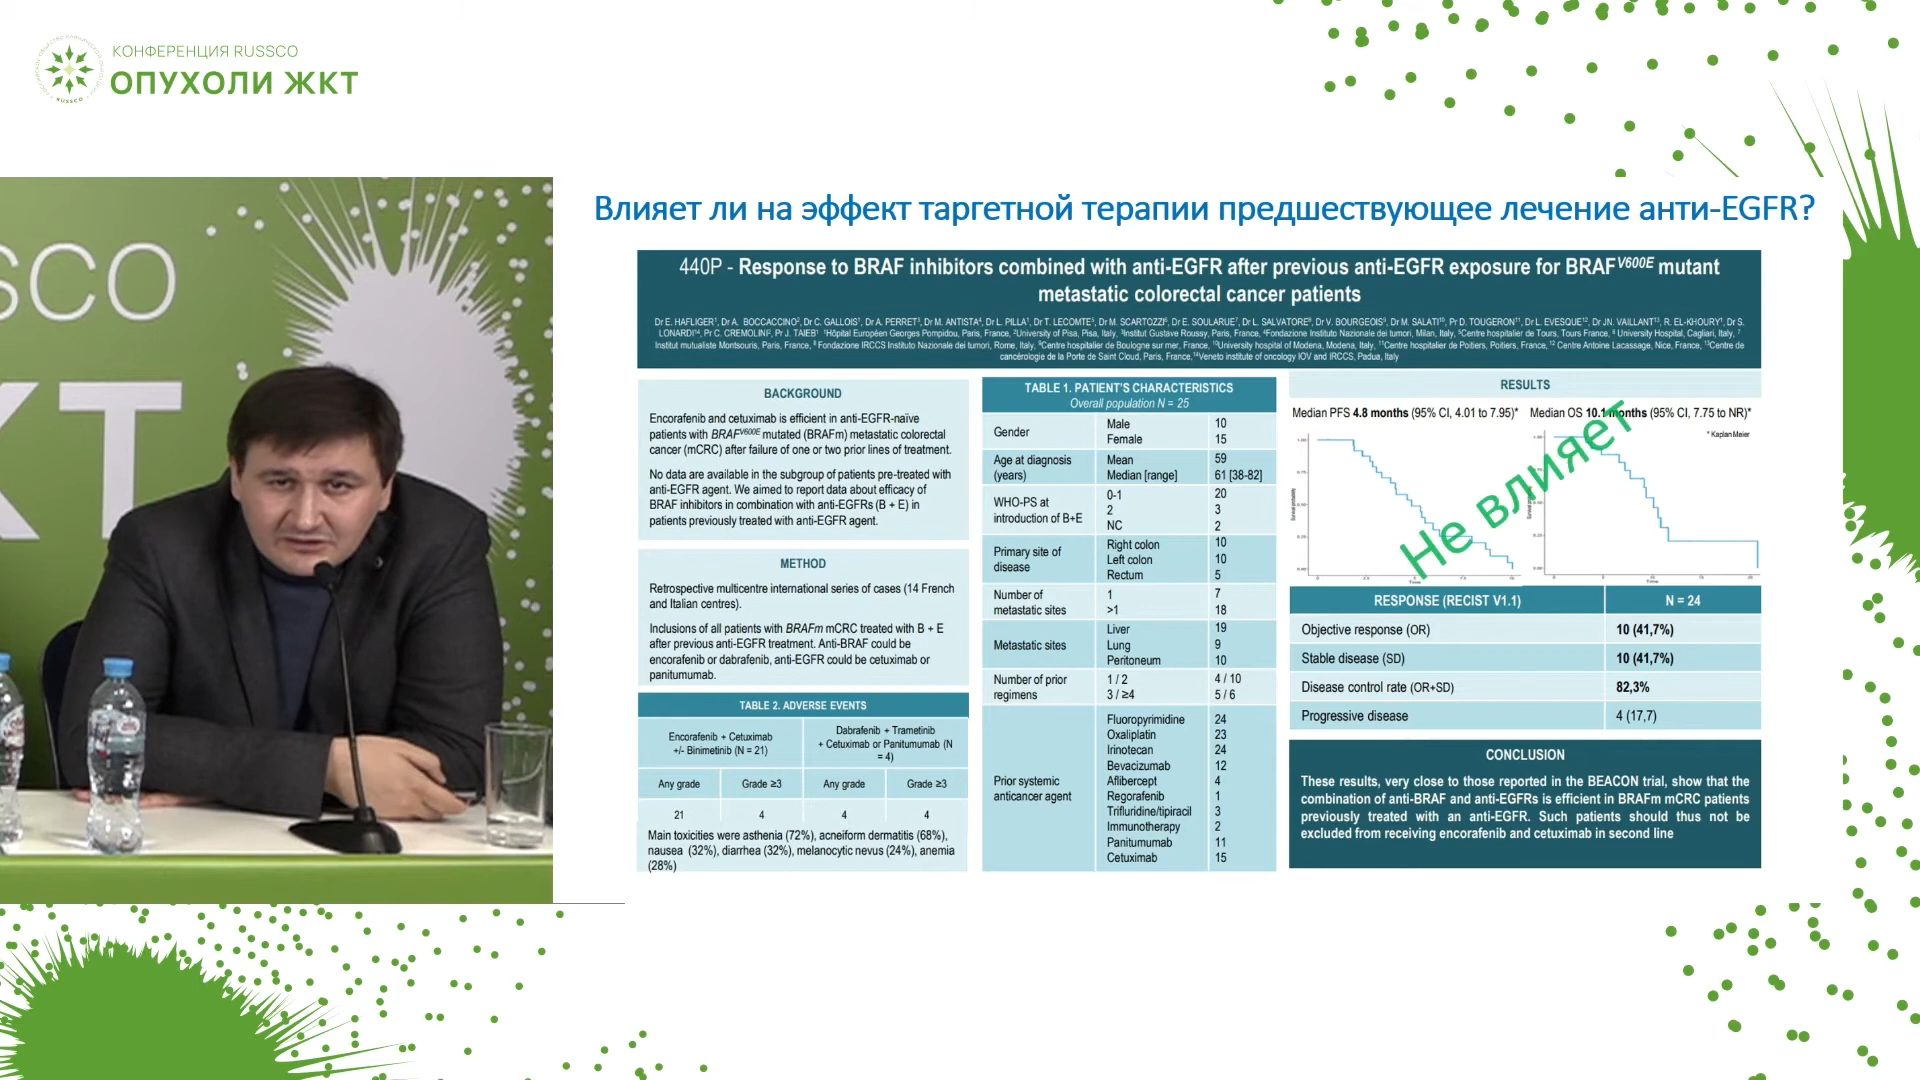 КОНФЕРЕНЦИЯ RUSSCO
ОПУХОЛИ ЖКТ
RUSSCO
SCO
КТ
Влияет ли на эффект таргетной терапии предшествующее лечение анти-EGFR?
440P - Response to BRAF inhibitors combined with anti-EGFR after previous anti-EGFR exposure for BRAFV600E mutant
metastatic colorectal cancer patients
Dr E. HAFLIGER¹, Dr A. BOCCACCINO², Dr C. GALLOIS¹, Dr A. PERRET³, Dr M. ANTISTA⁴, Dr L. PILLA¹, Dr T. LECOMTE⁵, Dr M. SCARTOZZI⁶, Dr E. SOULARUE⁷, Dr L. SALVATORE⁸, Dr V. BOURGEOIS⁹, Dr M. SALATI¹⁰, Pr D. TOUGERON¹¹, Dr L. EVESQUE¹², Dr JN. VAILLANT¹³, R. EL-KHOURY¹, Dr S.
LONARDI¹⁴, Pr C. CREMOLINI², Pr J. TAIEB¹ ¹Hôpital Européen Georges Pompidou, Paris, France, ²University of Pisa, Pisa, Italy, ³Institut Gustave Roussy, Paris, France, ⁴Fondazione Instituto Nazionale dei tumori, Milan, Italy, ⁵Centre hospitalier de Tours, Tours France, ⁶ Universitr Hospital, Cagliari, Italy, ⁷
Institut mutualiste Montsouris, Paris, France, ⁸ Fondazione IRCCS Instituto Nazionale dei tumori, Rome, Italy, ⁹Centre hospitalier de Boulogne sur mer, France, ¹⁰University hospital of Modena, Modena, Italy, ¹¹Centre hospitalier de Poitiers, Poitiers, France, ¹² Centre Antoine Lacassage, Nice, France, ¹³Centre de
cancérologie de la Porte de Saint Cloud, Paris, France,¹⁴Veneto institute of oncology IOV and IRCCS, Padua, Italy
BACKGROUND
Encorafenib and cetuximab is efficient in anti-EGFR-naïve
patients with BRAFV600E mutated (BRAFm) metastatic colorectal
cancer (mCRC) after failure of one or two prior lines of treatment.
No data are available in the subgroup of patients pre-treated with
anti-EGFR agent. We aimed to report data about efficacy of
BRAF inhibitors in combination with anti-EGFRs (B + E) in
patients previously treated with anti-EGFR agent.
METHOD
Retrospective multicentre international series of cases (14 French
and Italian centres).
Inclusions of all patients with BRAFm mCRC treated with B + E
after previous anti-EGFR treatment. Anti-BRAF could be
encorafenib or dabrafenib, anti-EGFR could be cetuximab or
panitumumab.
TABLE 2. ADVERSE EVENTS
Encorafenib + Cetuximab
+/- Binimetinib (N = 21)
Dabrafenib + Trametinib
+ Cetuximab or Panitumumab (N
= 4)
Any grade Grade ≥3 Any grade Grade ≥3
21 4 4 4
Main toxicities were asthenia (72%), acneiform dermatitis (68%),
nausea (32%), diarrhea (32%), melanocytic nevus (24%), anemia
(28%)
TABLE 1. PATIENT'S CHARACTERISTICS
Overall population N = 25
Gender
Male 10
Female 15
Age at diagnosis
(years)
Mean 59
Median [range] 61 [38-82]
WHO-PS at
introduction of B+E
0-1 20
2 3
NC 2
Primary site of
disease
Right colon 10
Left colon 10
Rectum 5
Number of
metastatic sites
1 7
>1 18
Metastatic sites
Liver 19
Lung 9
Peritoneum 10
Number of prior
regimens
1 / 2 4 / 10
3 / ≥4 5 / 6
Prior systemic
anticancer agent
Fluoropyrimidine 24
Oxaliplatin 23
Irinotecan 24
Bevacizumab 12
Aflibercept 4
Regorafenib 1
Trifluridine/tipiracil 3
Immunotherapy 2
Panitumumab 11
Cetuximab 15
RESULTS
Median PFS 4.8 months (95% CI, 4.01 to 7.95)* Median OS 10.1 months (95% CI, 7.75 to NR)*
* Kaplan Meier
Не влияет
RESPONSE (RECIST V1.1) N = 24
Objective response (OR) 10 (41,7%)
Stable disease (SD) 10 (41,7%)
Disease control rate (OR+SD) 82,3%
Progressive disease 4 (17,7)
CONCLUSION
These results, very close to those reported in the BEACON trial, show that the
combination of anti-BRAF and anti-EGFRs is efficient in BRAFm mCRC patients
previously treated with an anti-EGFR. Such patients should thus not be
excluded from receiving encorafenib and cetuximab in second line